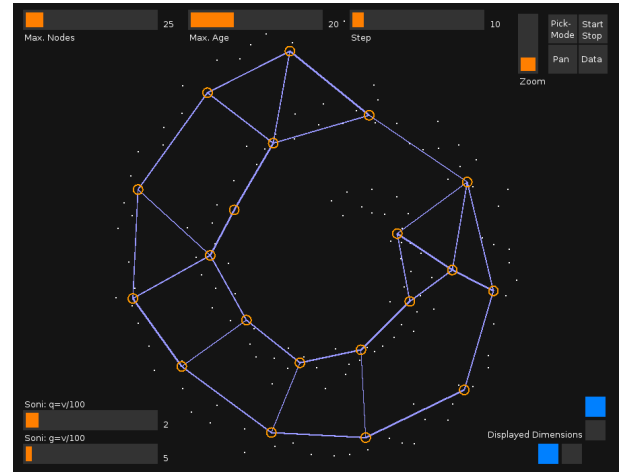 25
Max. Nodes
20
Max. Age
10
Step
Zoom
Pick-
Mode
Start
Stop
Pan
Data
Soni: q=v/100
2
Soni: g=v/100
5
Displayed Dimensions